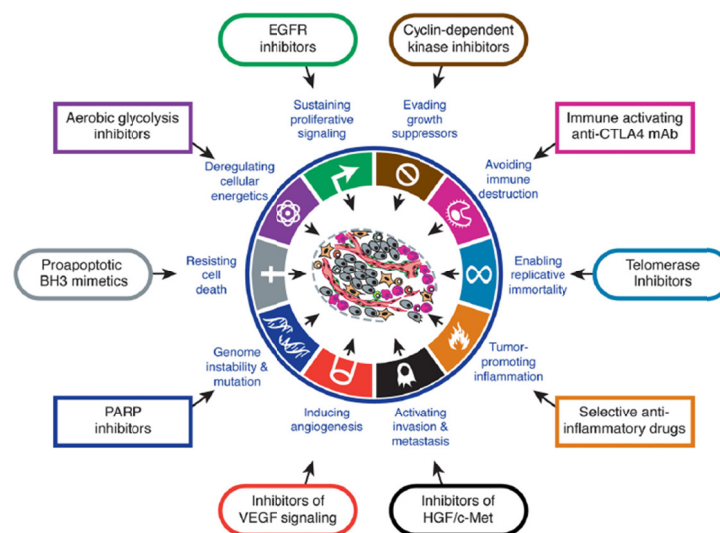 EGFR
inhibitors
Cyclin-dependent
kinase inhibitors
Sustaining
proliferative
signaling
Evading
growth
suppressors
Aerobic glycolysis
inhibitors
Immune activating
anti-CTLA4 mAb
Deregulating
cellular
energetics
Avoiding
immune
destruction
Proapoptotic
BH3 mimetics
Resisting
cell
death
Enabling
replicative
immortality
Telomerase
Inhibitors
Genome
instability &
mutation
Tumor-
promoting
inflammation
PARP
inhibitors
Inducing
angiogenesis
Activating
invasion &
metastasis
Selective anti-
inflammatory drugs
Inhibitors of
VEGF signaling
Inhibitors of
HGF/c-Met